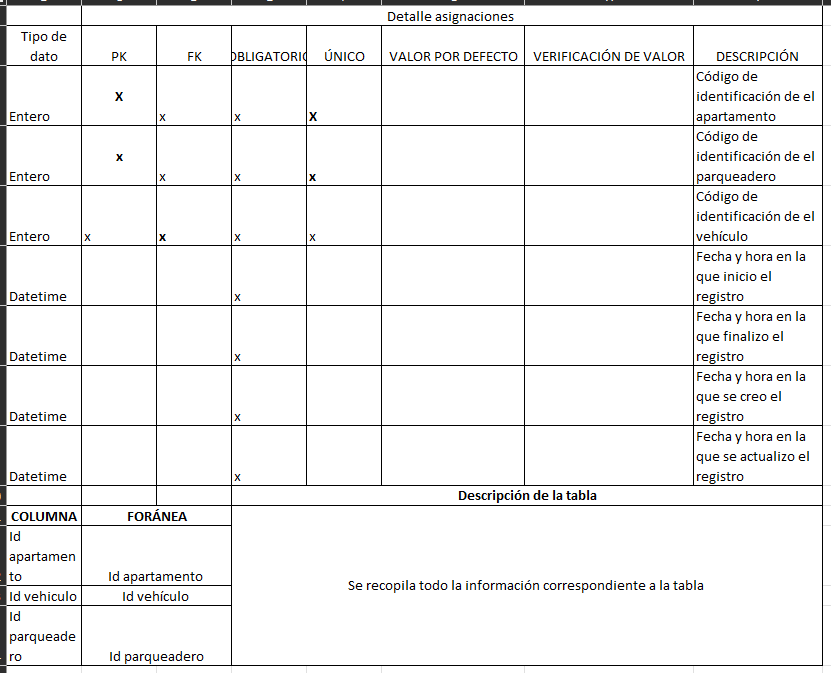 Detalle asignaciones
Tipo de
dato PK FK OBLIGATORIO ÚNICO VALOR POR DEFECTO VERIFICACIÓN DE VALOR DESCRIPCIÓN
Código de
X identificación de el
Entero x x X apartamento
Código de
x identificación de el
Entero x x x parqueadero
Código de
identificación de el
Entero x x x x vehículo
Fecha y hora en la
que inicio el
Datetime x registro
Fecha y hora en la
que finalizo el
Datetime x registro
Fecha y hora en la
que se creo el
Datetime x registro
Fecha y hora en la
que se actualizo el
Datetime x registro
Descripción de la tabla
COLUMNA FORÁNEA
Id
apartamen
to Id apartamento
Se recopila todo la información correspondiente a la tabla
Id vehiculo Id vehículo
Id
parqueade
ro Id parqueadero